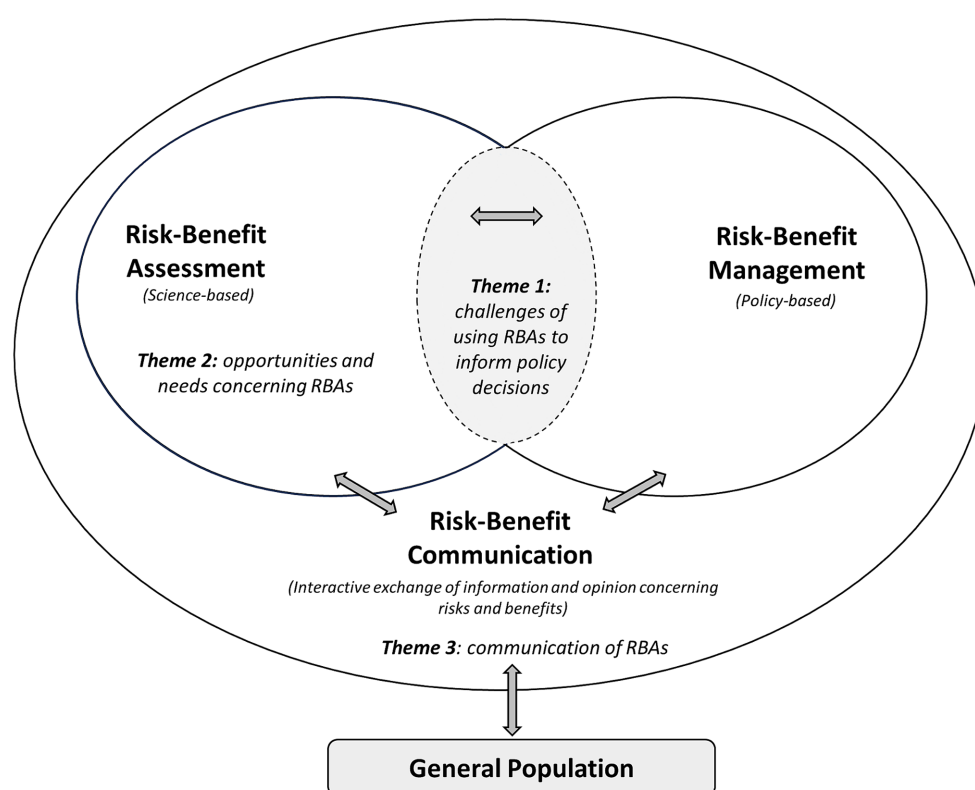 Risk-Benefit
Assessment
(Science-based)
Theme 2: opportunities and
needs concerning RBAs
Theme 1:
challenges of
using RBAs to
inform policy
decisions
Risk-Benefit
Management
(Policy-based)
Risk-Benefit
Communication
(Interactive exchange of information and opinion concerning
risks and benefits)
Theme 3: communication of RBAs
General Population